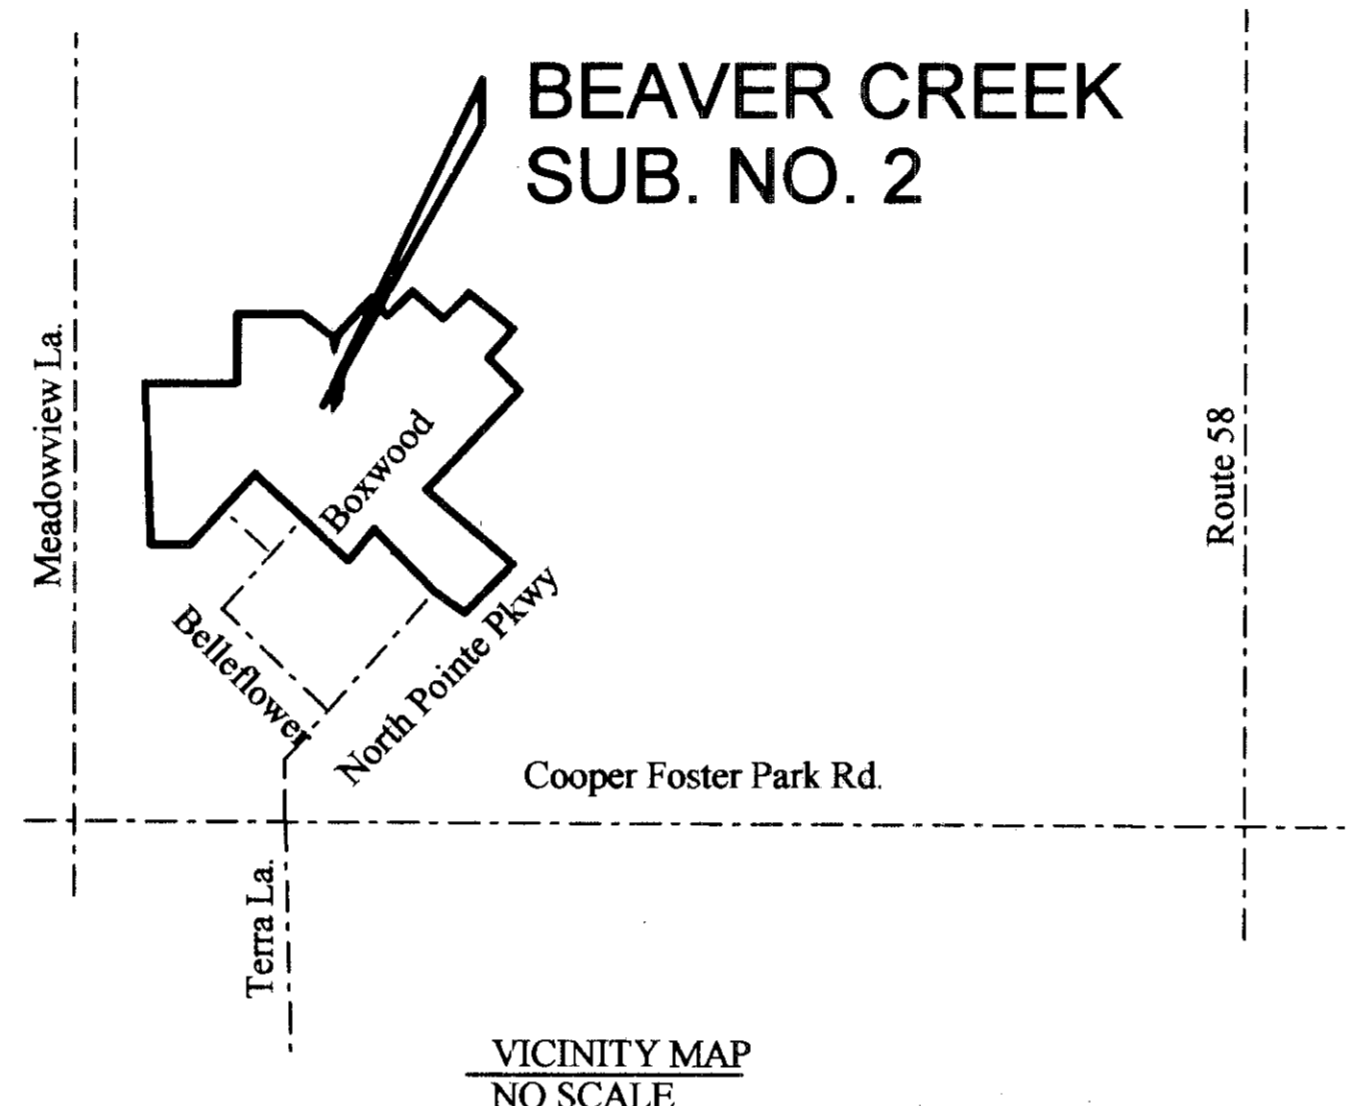 BEAVER CREEK
SUB. NO. 2
Meadowview La.
Route 58
Boxwood
Belleflower
North Pointe Pkwy
Cooper Foster Park Rd.
Terra La.
VICINITY MAP
NO SCALE